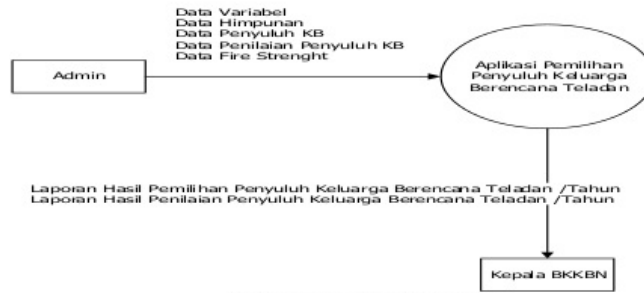 Data Variabel
Data Himpunan
Data Penyuluh KB
Data Penilaian Penyuluh KB
Data Fire Strenght
Admin
Aplikasi Pemilihan
Penyuluh Keluarga
Berencana Teladan
Laporan Hasil Pemilihan Penyuluh Keluarga Berencana Teladan /Tahun
Laporan Hasil Penilaian Penyuluh Keluarga Berencana Teladan /Tahun
Kepala BKKBN